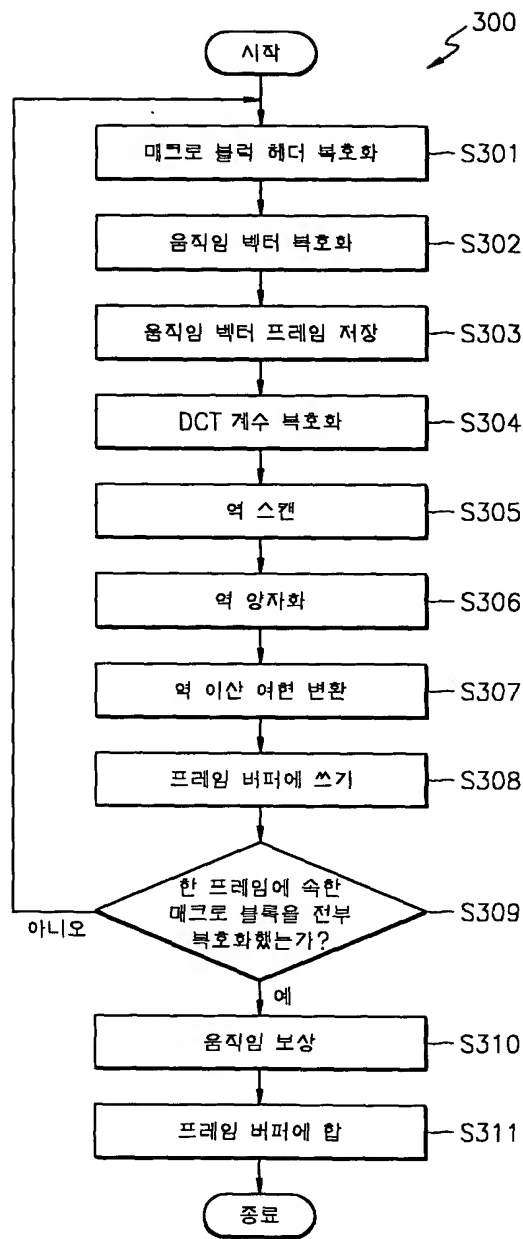 300
시작
매크로 블럭 헤더 복호화
S301
움직임 벡터 복호화
S302
움직임 벡터 프레임 저장
S303
DCT 계수 복호화
S304
역 스캔
S305
역 양자화
S306
역 이산 여현 변환
S307
프레임 버퍼에 쓰기
S308
한 프레임에 속한
매크로 블록을 전부
복호화했는가?
S309
아니오
예
움직임 보상
S310
프레임 버퍼에 합
S311
종료